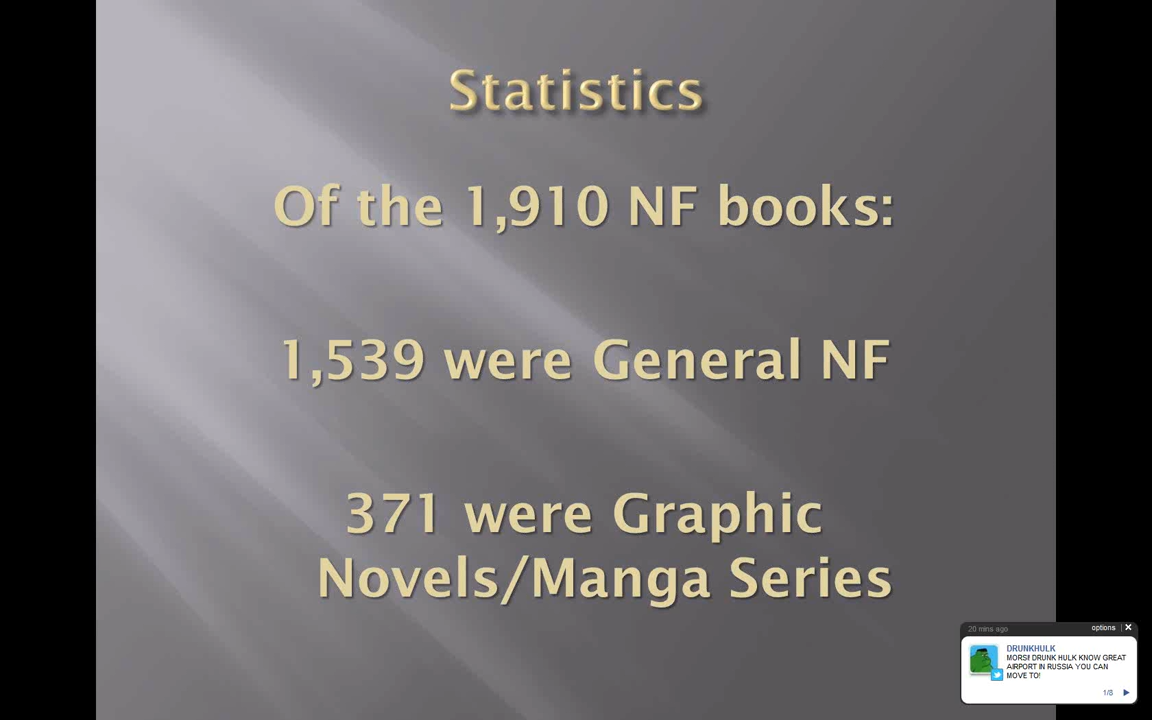 Statistics
Of the 1,910 NF books:
1,539 were General NF
371 were Graphic
Novels/Manga Series
20 mins ago options | X
DRUNKHULK
MORSI! DRUNK HULK KNOW GREAT
AIRPORT IN RUSSIA YOU CAN
MOVE TO!
1/8